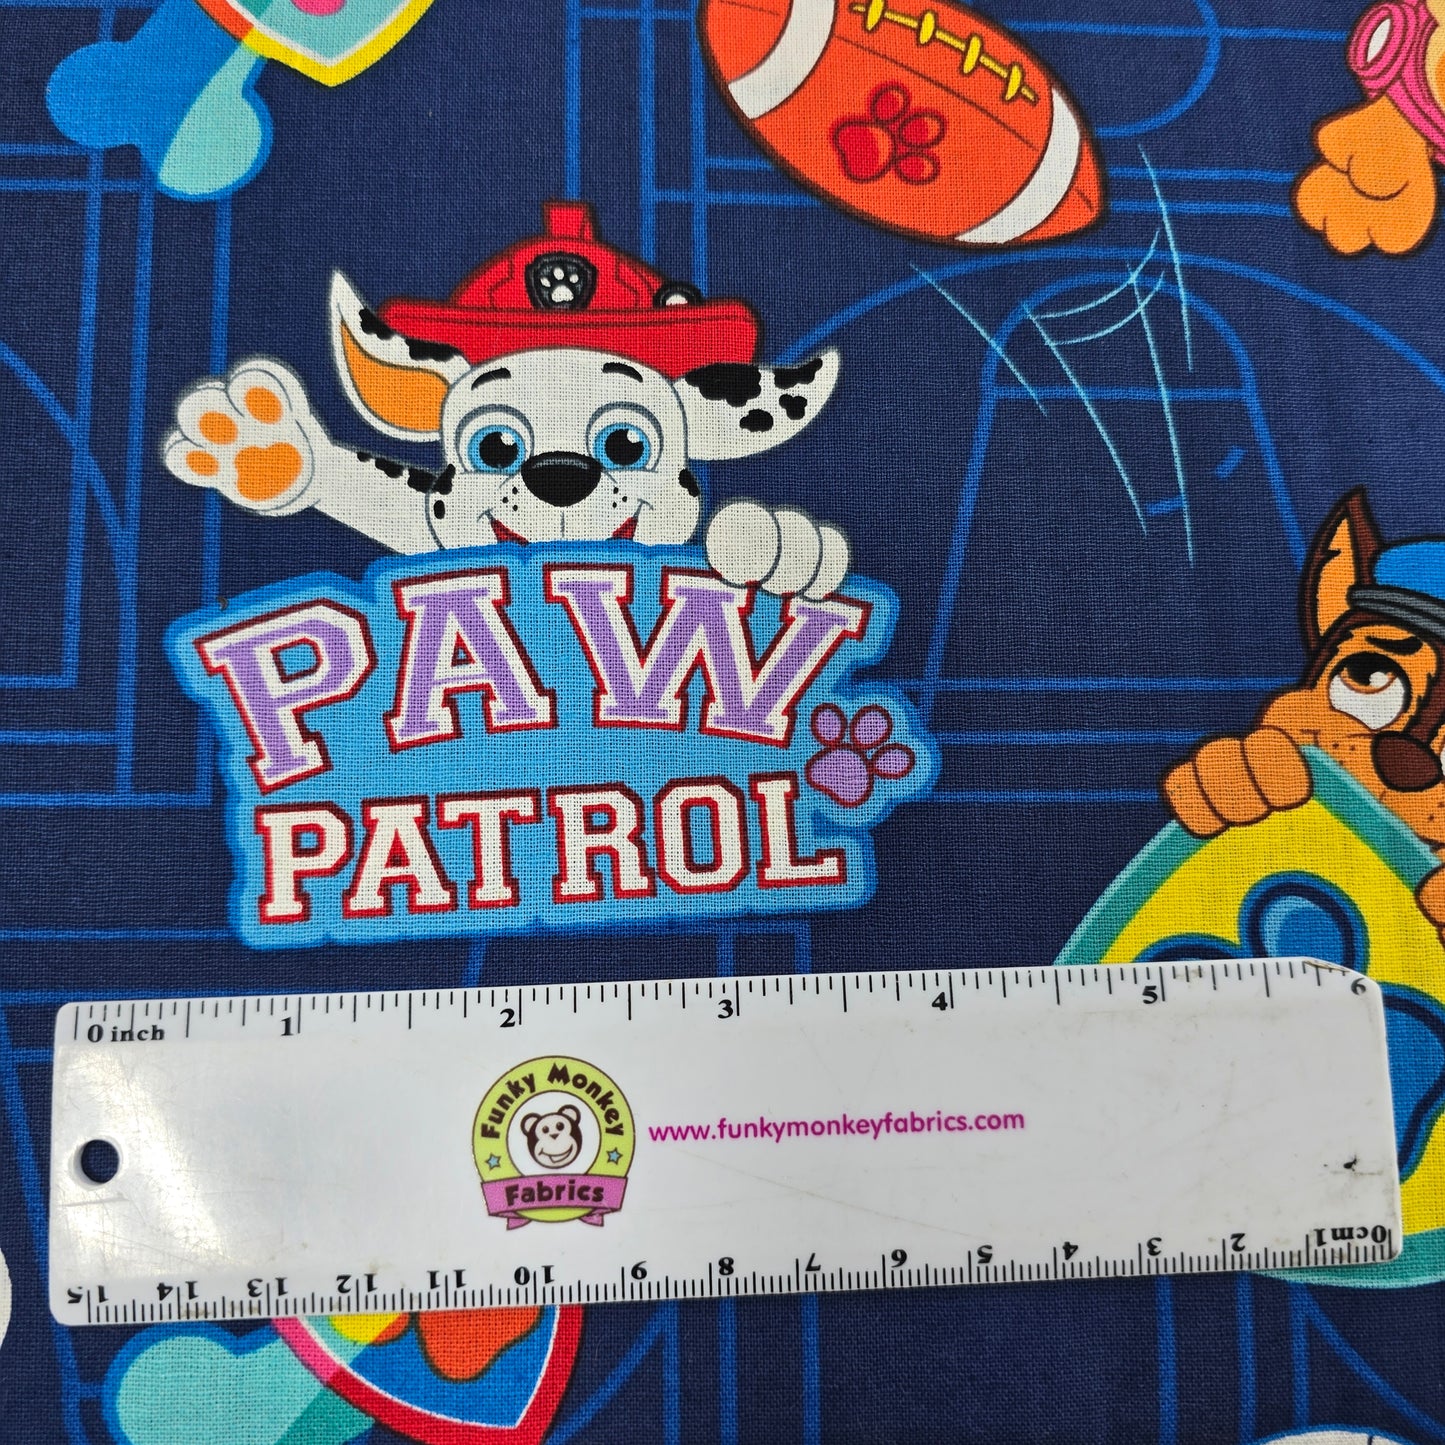 PAW
PATROL
0 inch 1 2 3 4 5 6
Funky Monkey
Fabrics
www.funkymonkeyfabrics.com
15 14 13 12 11 10 9 8 7 6 5 4 3 2 1 0cm